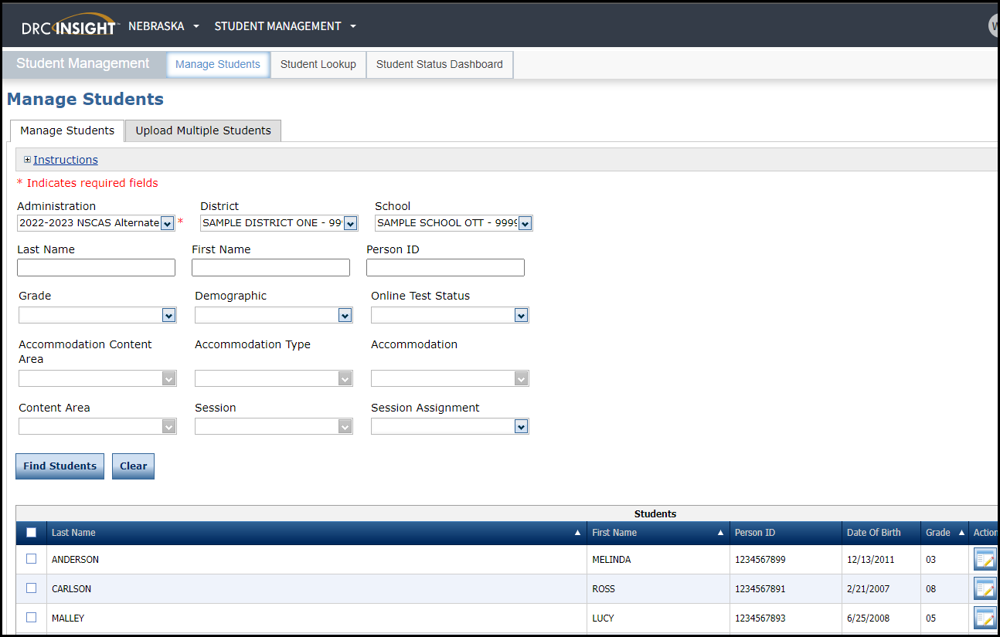 DRC INSIGHT NEBRASKA STUDENT MANAGEMENT W
Student Management Manage Students Student Lookup Student Status Dashboard
Manage Students
Manage Students Upload Multiple Students
Instructions
* Indicates required fields
Administration District School
2022-2023 NSCAS Alternate * SAMPLE DISTRICT ONE - 99 SAMPLE SCHOOL OTT - 9999
Last Name First Name Person ID
Grade Demographic Online Test Status
Accommodation Content Area Accommodation Type Accommodation
Content Area Session Session Assignment
Find Students Clear
Students
Last Name First Name Person ID Date Of Birth Grade Action
ANDERSON MELINDA 1234567899 12/13/2011 03
CARLSON ROSS 1234567891 2/21/2007 08
MALLEY LUCY 1234567893 6/25/2008 05